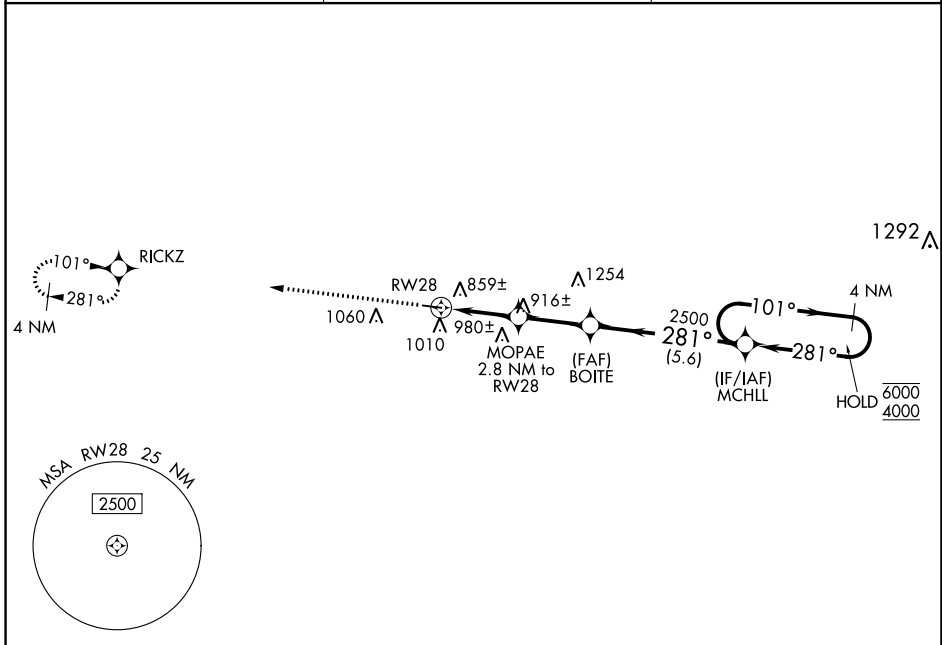 1292
RICKZ
101°
281°
4 NM
RW28
859±
1254
916±
1060
1010
980±
MOPAE
2.8 NM to
RW28
(FAF)
BOITE
2500
281°
(5.6)
(IF/IAF)
MCHLL
101°
281°
4 NM
HOLD
6000
4000
MSA RW28 25 NM
2500